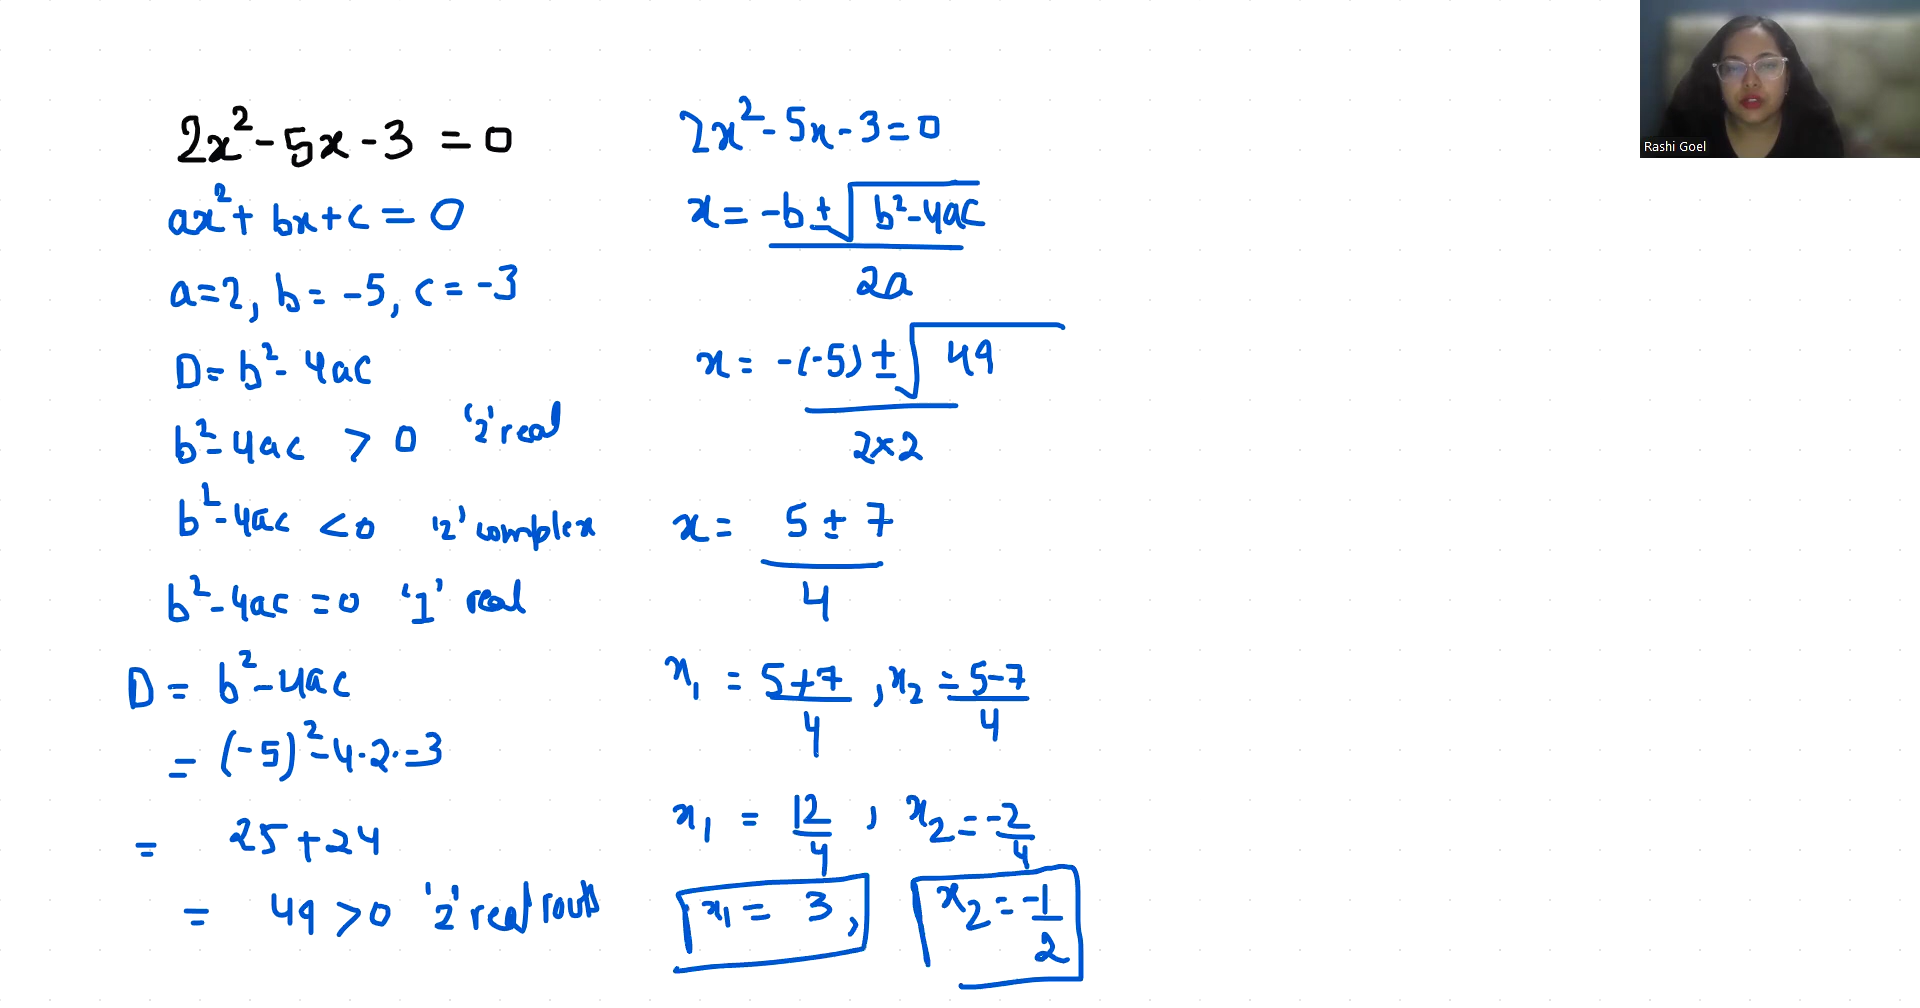 2x² - 5x - 3 = 0
ax² + bx + c = 0
a=2, b= -5, c= -3
D= b² - 4ac
b² - 4ac > 0 '2' real
b² - 4ac < 0 '2' complex
b² - 4ac = 0 '1' real
D = b² - 4ac
= (-5)² - 4·2·-3
= 25+24
= 49 > 0 '2' real roots
2x² - 5x - 3 = 0
x = -b ± √b² - 4ac
2a
x = -(-5) ± √49
2×2
x = 5 ± 7
4
x₁ = 5+7/4 , x₂ = 5-7/4
x₁ = 12/4 , x₂ = -2/4
x₁ = 3, x₂ = -1/2
Rashi Goel